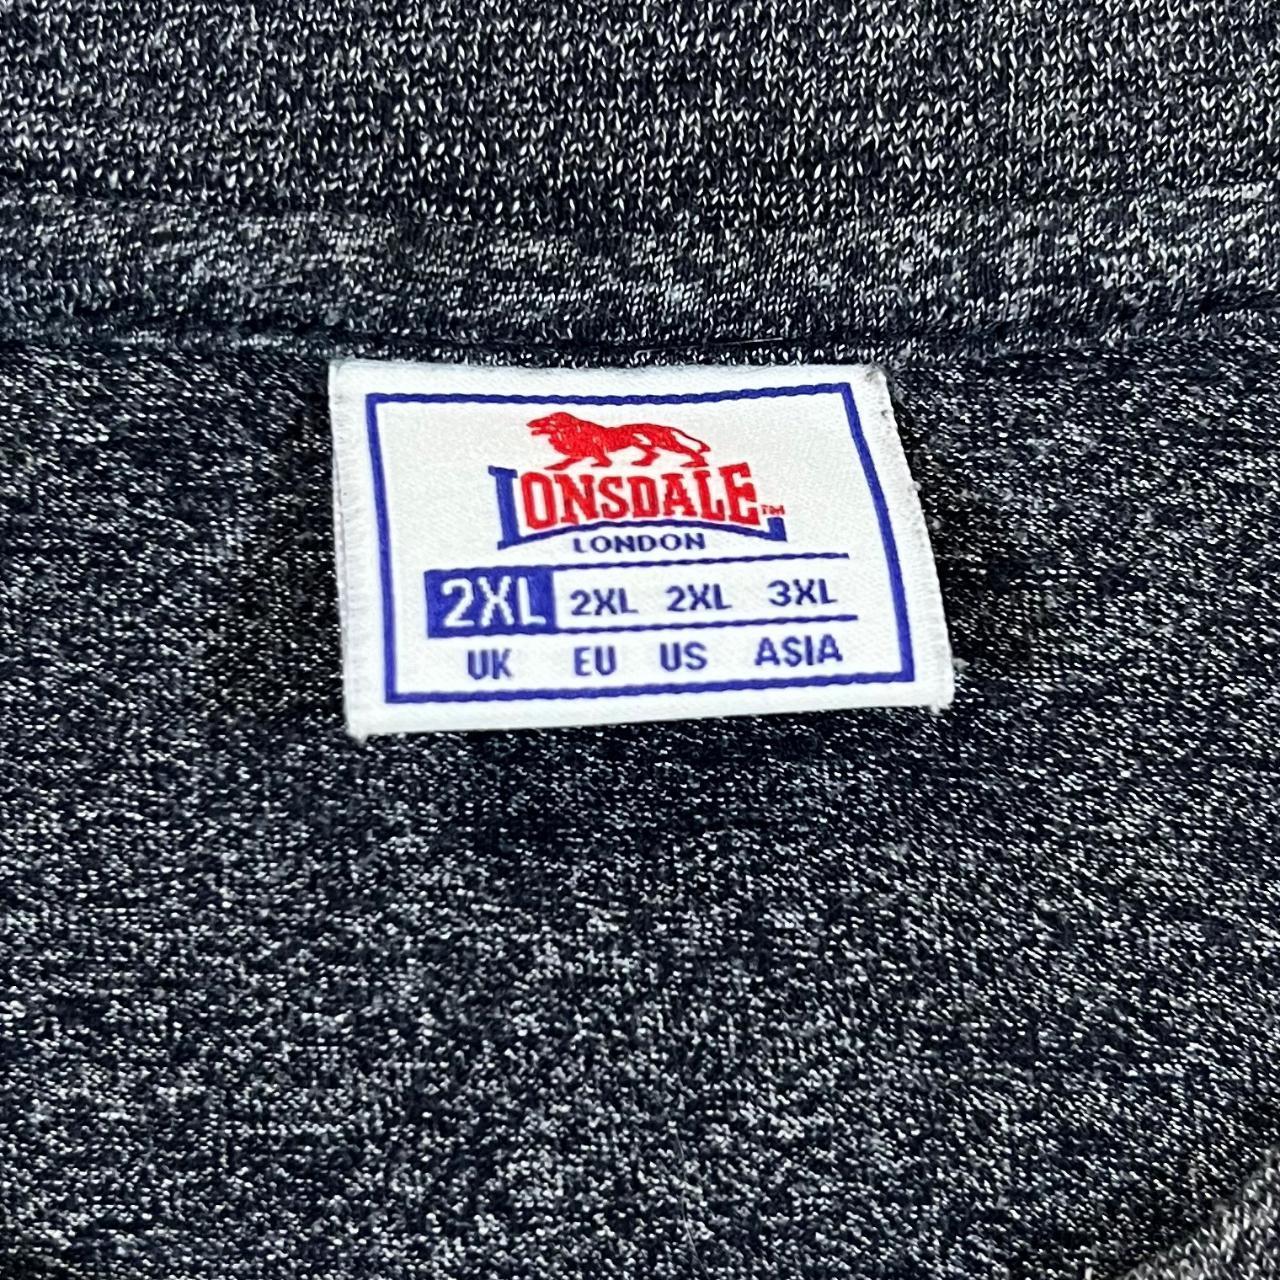 LONSDALE™
LONDON
2XL 2XL 2XL 3XL
UK EU US ASIA